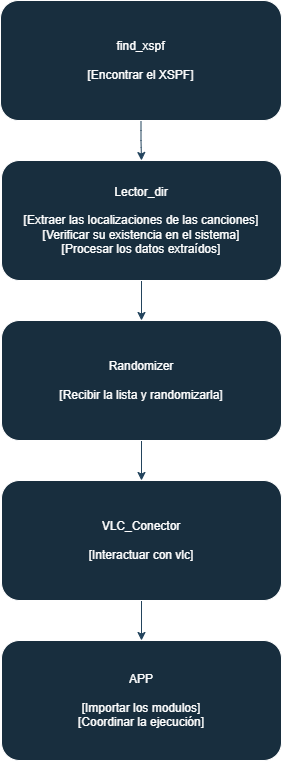 find_xspf
[Encontrar el XSPF]
Lector_dir
[Extraer las localizaciones de las canciones]
[Verificar su existencia en el sistema]
[Procesar los datos extraídos]
Randomizer
[Recibir la lista y randomizarla]
VLC_Conector
[Interactuar con vlc]
APP
[Importar los modulos]
[Coordinar la ejecución]